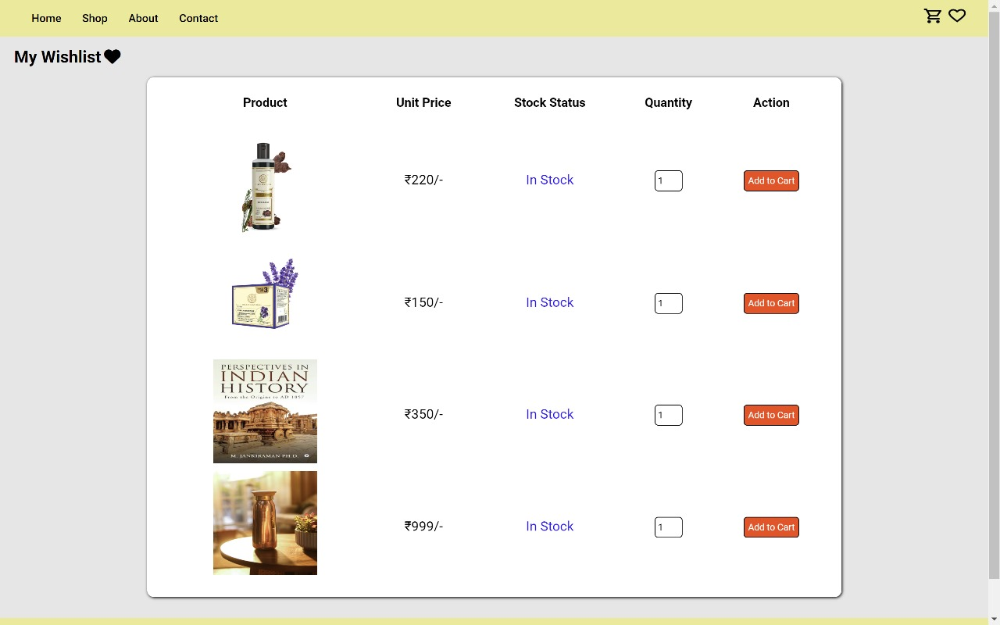 Home Shop About Contact
My Wishlist
Product Unit Price Stock Status Quantity Action
₹220/- In Stock 1 Add to Cart
₹150/- In Stock 1 Add to Cart
PERSPECTIVES IN
INDIAN
HISTORY
From the Origins to AD 1857
M. JANKIRAMAN PH.D.
₹350/- In Stock 1 Add to Cart
₹999/- In Stock 1 Add to Cart